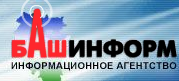 БАШИНФОРМ
ИНФОРМАЦИОННОЕ АГЕНТСТВО